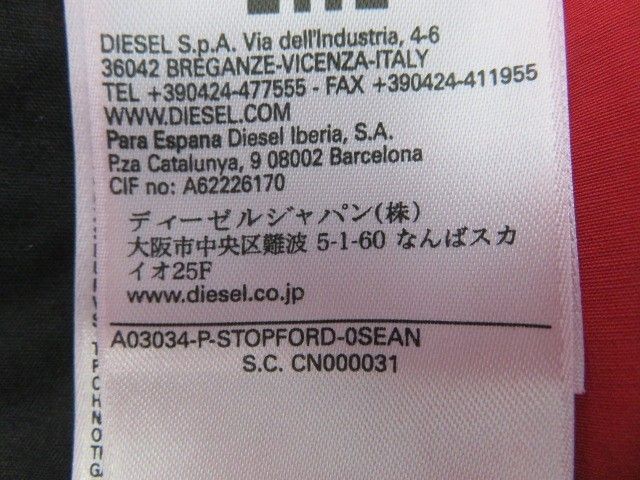 DIESEL S.p.A. Via dell'Industria, 4-6
36042 BREGANZE-VICENZA-ITALY
TEL +390424-477555 - FAX +390424-411955
WWW.DIESEL.COM
Para Espana Diesel Iberia, S.A.
P.za Catalunya, 9 08002 Barcelona
CIF no: A62226170
ディーゼルジャパン(株)
大阪市中央区難波 5-1-60 なんばスカ
イオ25F
www.diesel.co.jp
A03034-P-STOPFORD-0SEAN
S.C. CN000031